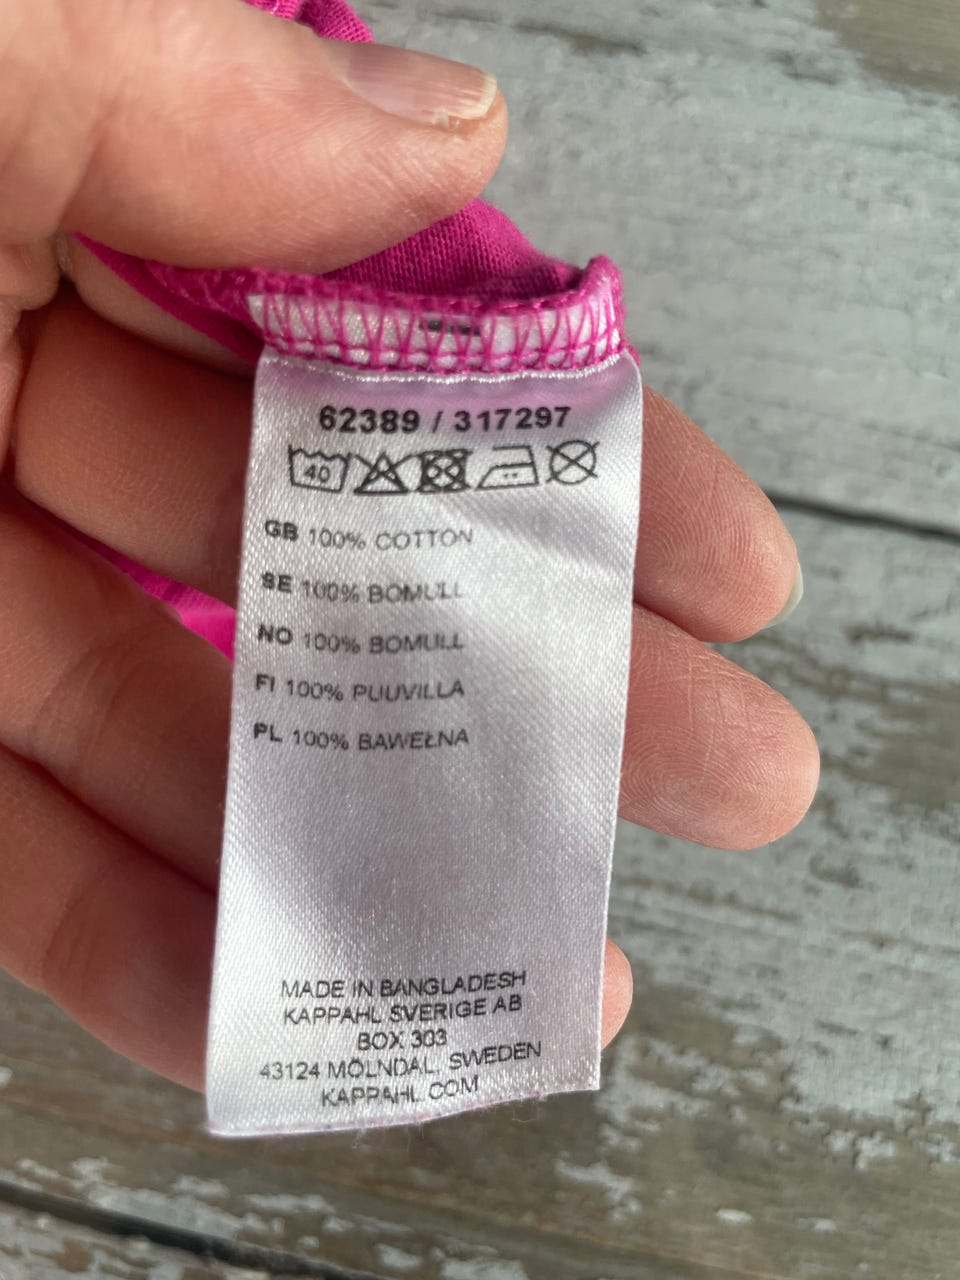 62389 / 317297
40
GB 100% COTTON
SE 100% BOMULL
NO 100% BOMULL
FI 100% PUUVILLA
PL 100% BAWEŁNA
MADE IN BANGLADESH
KAPPAHL SVERIGE AB
BOX 303
43124 MÖLNDAL, SWEDEN
KAPPAHL.COM